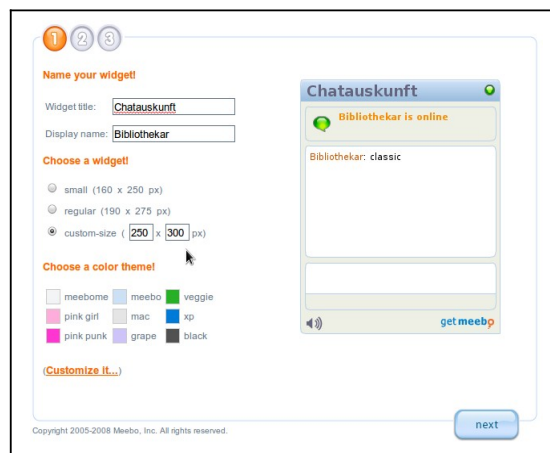 1 2 3
Name your widget!
Widget title: Chatauskunft
Display name: Bibliothekar
Choose a widget!
small (160 x 250 px)
regular (190 x 275 px)
custom-size ( 250 x 300 px)
Choose a color theme!
meebome meebo veggie
pink girl mac xp
pink punk grape black
(Customize it...)
Chatauskunft
Bibliothekar is online
Bibliothekar: classic
get meebo
next
Copyright 2005-2008 Meebo, Inc. All rights reserved.